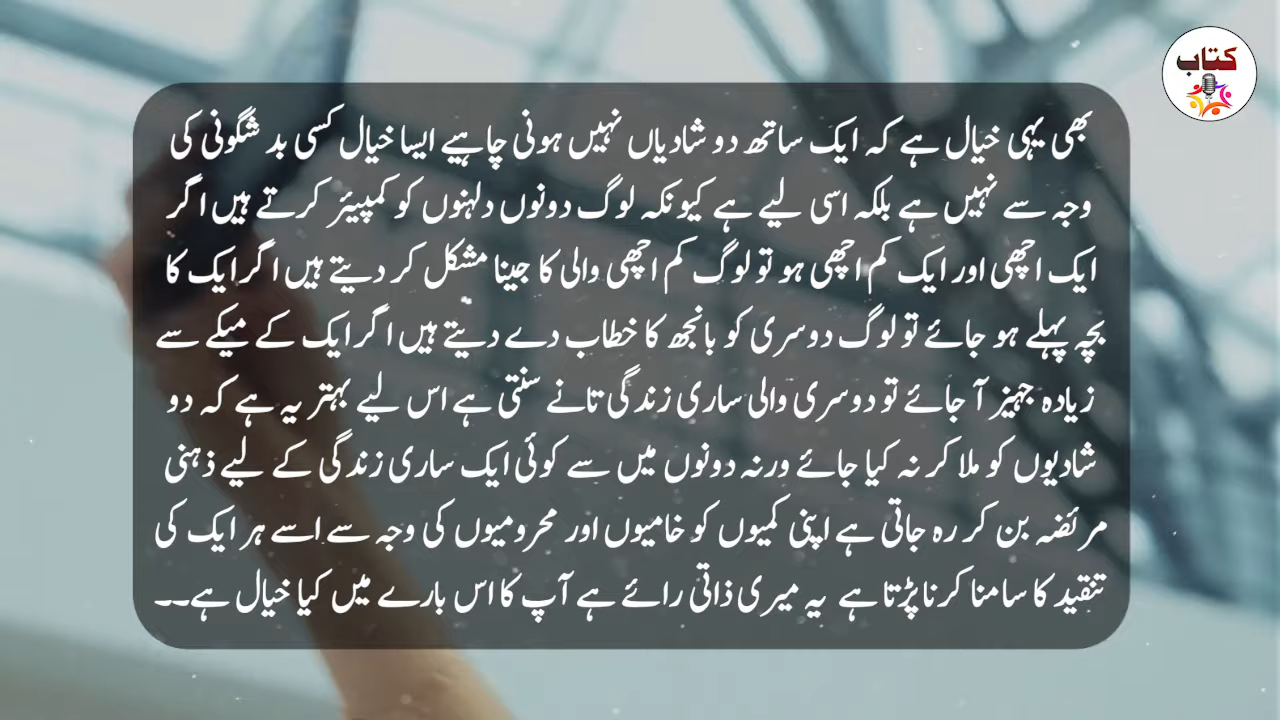 کتاب
بھی یہی خیال ہے کہ ایک ساتھ دو شادیاں نہیں ہونی چاہیے ایسا خیال کسی بد شگونی کی
وجہ سے نہیں ہے بلکہ اسی لیے ہے کیونکہ لوگ دونوں دلہنوں کو کمپیئر کرتے ہیں اگر
ایک اچھی اور ایک کم اچھی ہو تو لوگ کم اچھی والی کا جینا مشکل کر دیتے ہیں اگر ایک کا
بچہ پہلے ہو جائے تو لوگ دوسری کو بانجھ کا خطاب دے دیتے ہیں اگر ایک کے میکے سے
زیادہ جہیز آ جائے تو دوسری والی ساری زندگی تانے سنتی ہے اس لیے بہتر یہ ہے کہ دو
شادیوں کو ملا کر نہ کیا جائے ورنہ دونوں میں سے کوئی ایک ساری زندگی کے لیے ذہنی
مرئضہ بن کر رہ جاتی ہے اپنی کمیوں کو خامیوں اور محرومیوں کی وجہ سے اسے ہر ایک کی
تنقید کا سامنا کرنا پڑتا ہے یہ میری ذاتی رائے ہے آپ کا اس بارے میں کیا خیال ہے۔۔